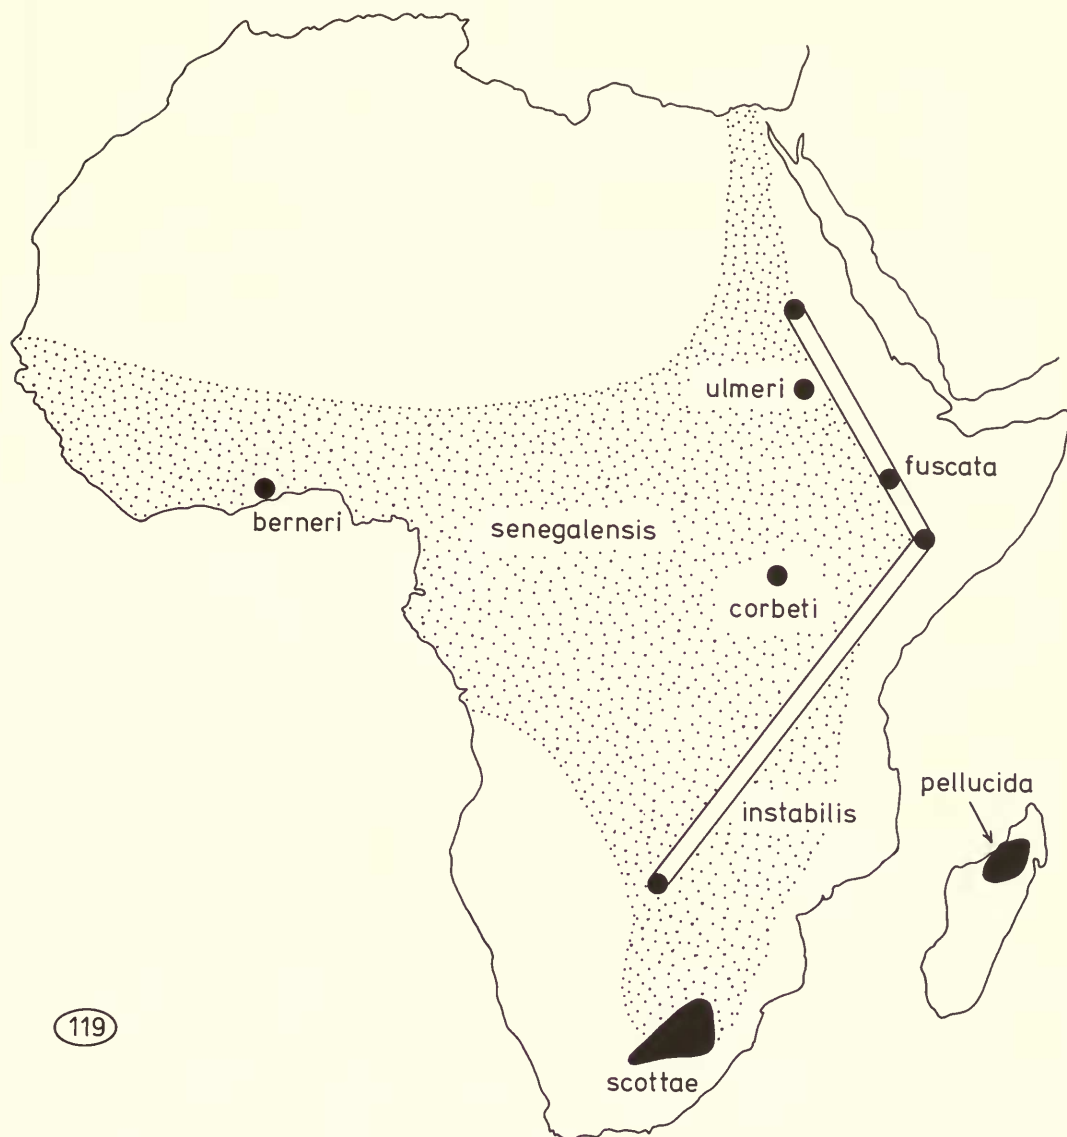 ulmeri
fuscata
berneri
senegalensis
corbeti
pellucida
instabilis
119
scottae